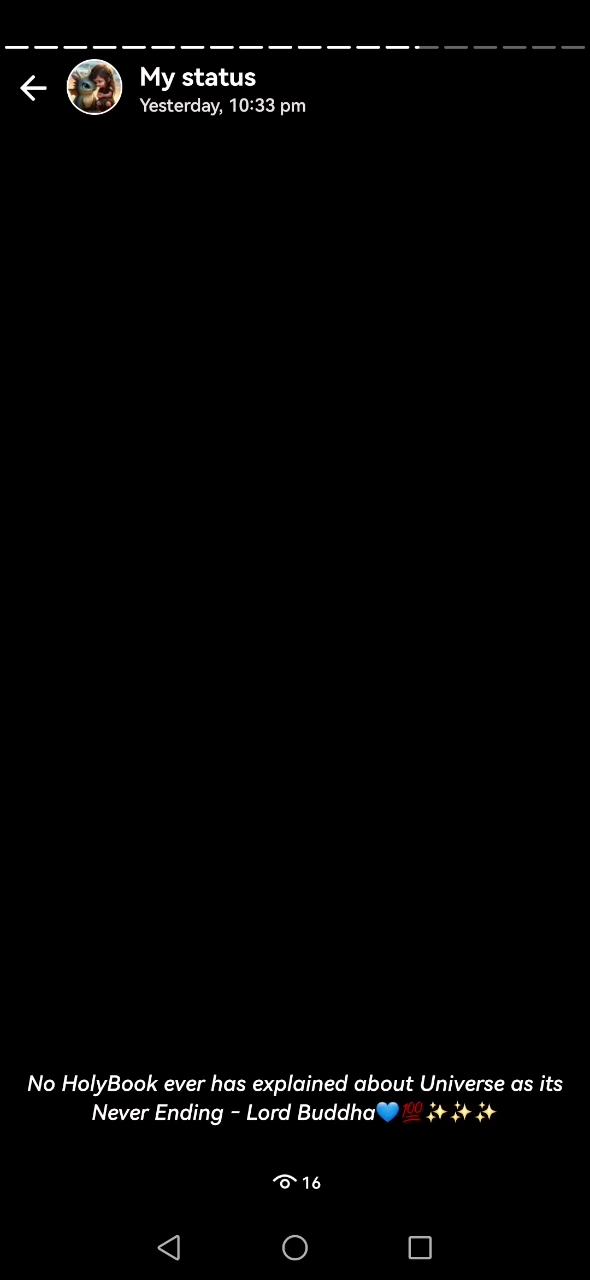 My status
Yesterday, 10:33 pm
No HolyBook ever has explained about Universe as its
Never Ending - Lord Buddha💙💯✨✨✨
16